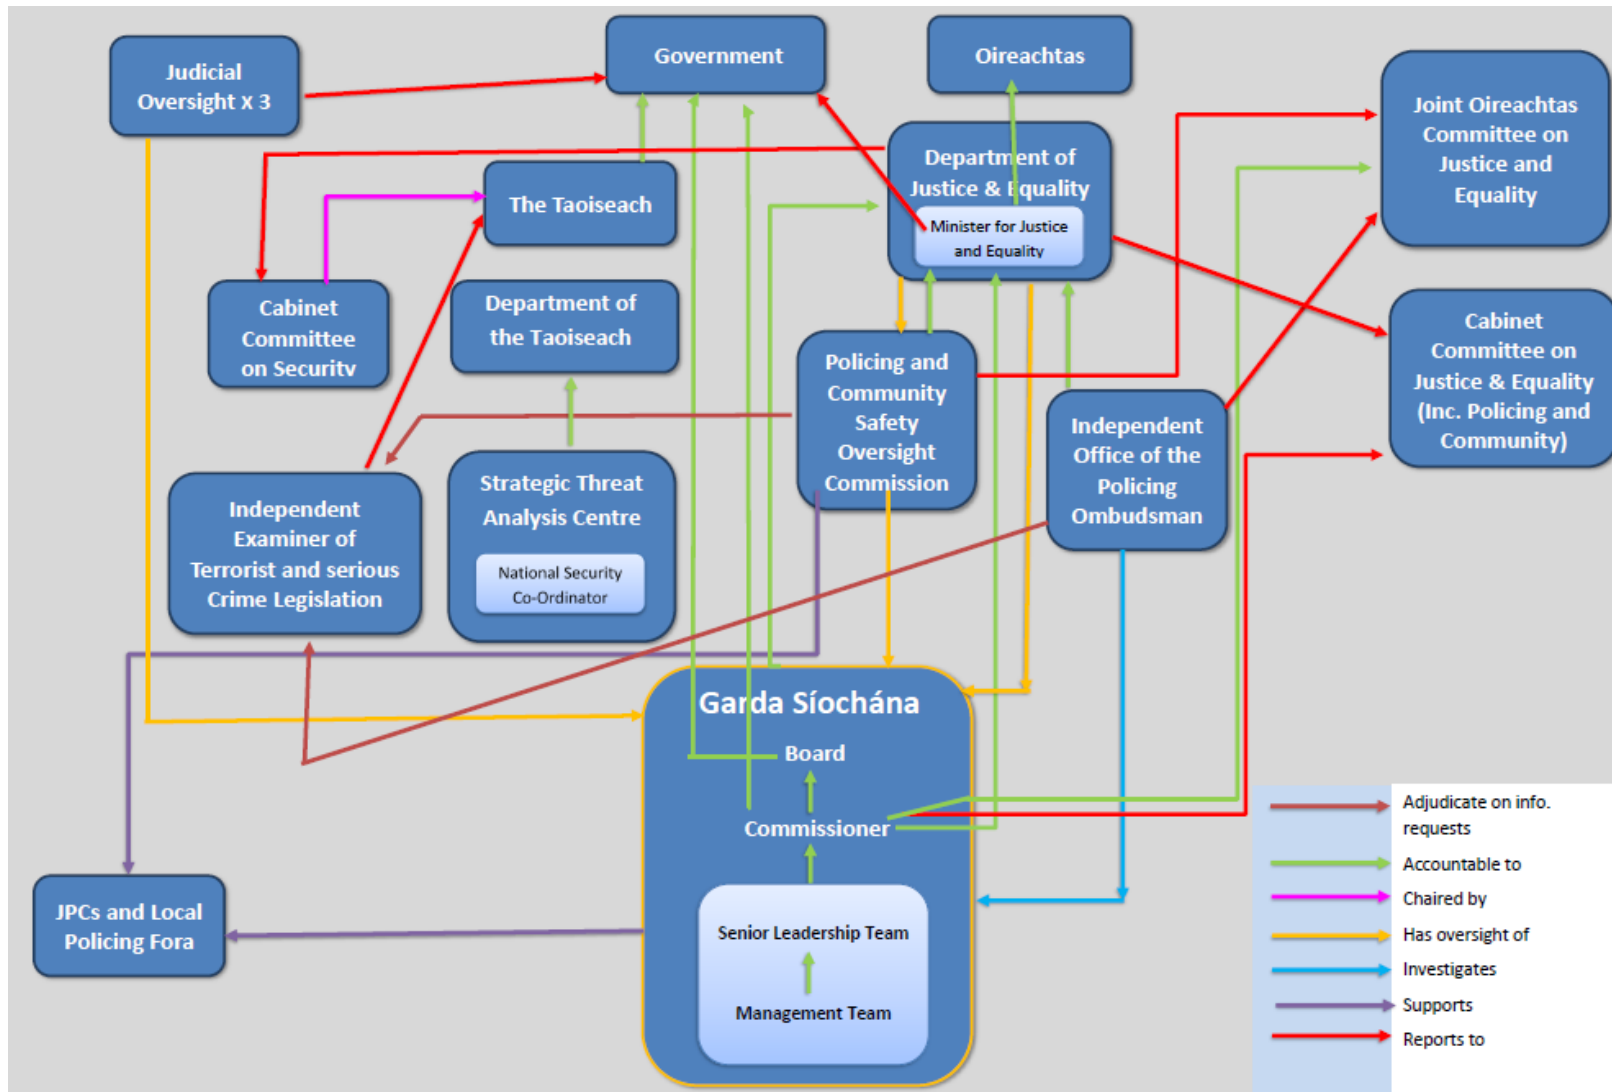 Judicial
Oversight x 3
Government
Oireachtas
Joint Oireachtas
Committee on
Justice and
Equality
Department of
Justice & Equality
Minister for Justice
and Equality
The Taoiseach
Cabinet
Committee
on Security
Department of
the Taoiseach
Policing and
Community
Safety
Oversight
Commission
Cabinet
Committee on
Justice & Equality
(Inc. Policing and
Community)
Independent
Office of the
Policing
Ombudsman
Independent
Examiner of
Terrorist and serious
Crime Legislation
Strategic Threat
Analysis Centre
National Security
Co-Ordinator
Garda Síochána
Board
Commissioner
Senior Leadership Team
Management Team
JPCs and Local
Policing Fora
Adjudicate on info.
requests
Accountable to
Chaired by
Has oversight of
Investigates
Supports
Reports to